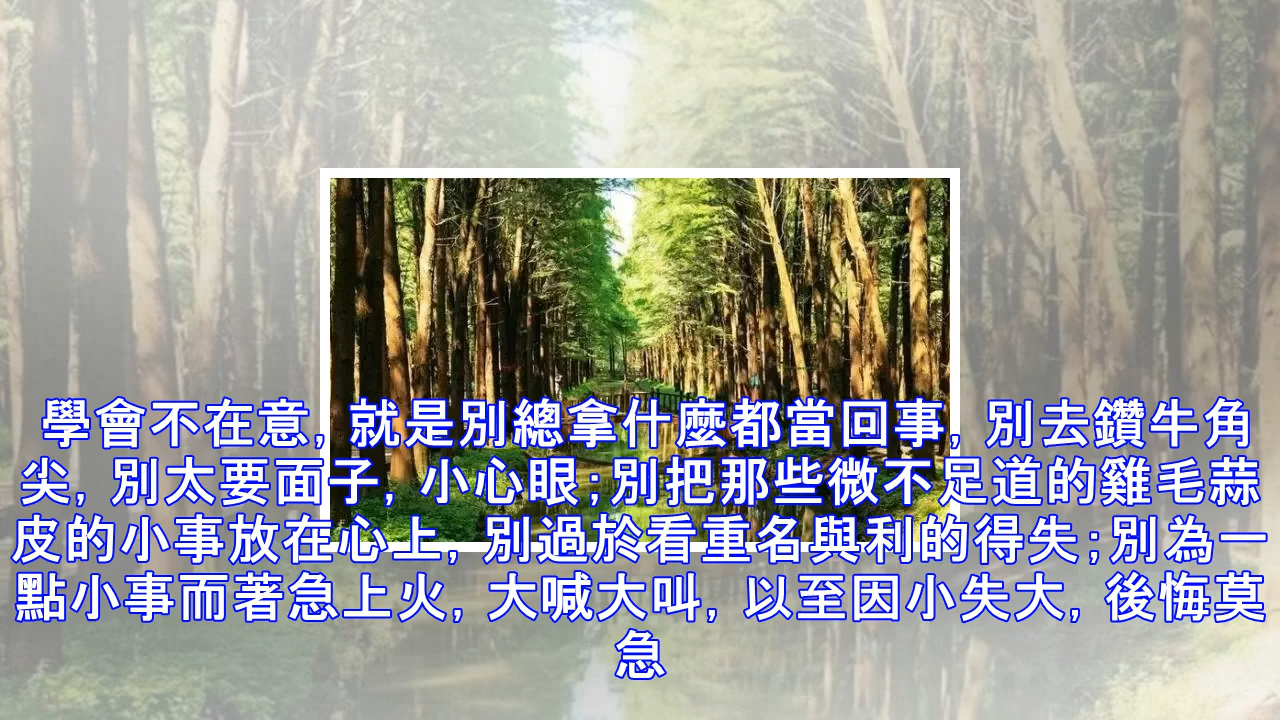 學會不在意, 就是別總拿什麼都當回事, 別去鑽牛角
尖, 別太要面子, 小心眼;別把那些微不足道的雞毛蒜
皮的小事放在心上, 別過於看重名與利的得失;別為一
點小事而著急上火, 大喊大叫, 以至因小失大, 後悔莫
急